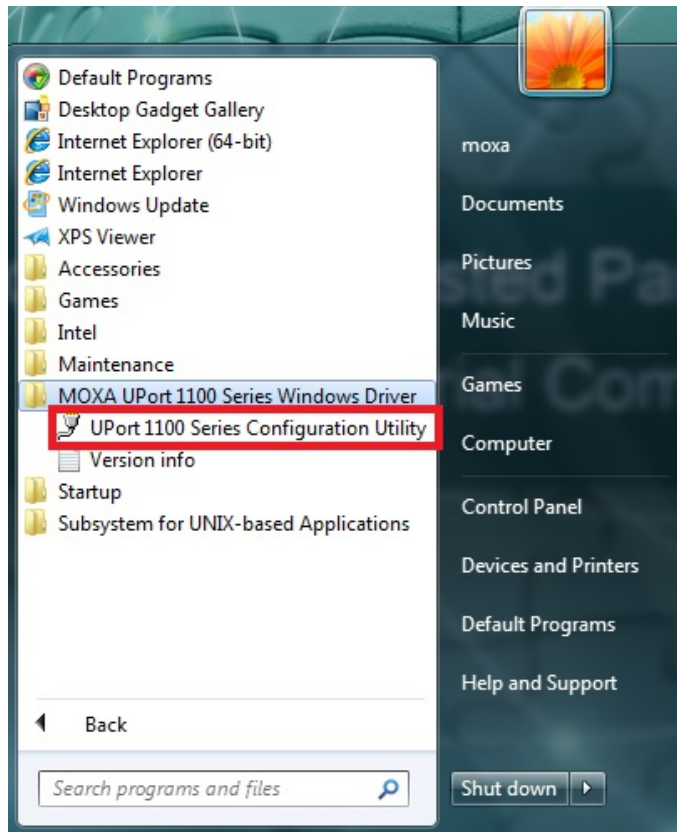 Default Programs
Desktop Gadget Gallery
Internet Explorer (64-bit)
Internet Explorer
Windows Update
XPS Viewer
Accessories
Games
Intel
Maintenance
MOXA UPort 1100 Series Windows Driver
UPort 1100 Series Configuration Utility
Version info
Startup
Subsystem for UNIX-based Applications
Back
Search programs and files
moxa
Documents
Pictures
Music
Games
Computer
Control Panel
Devices and Printers
Default Programs
Help and Support
Shut down